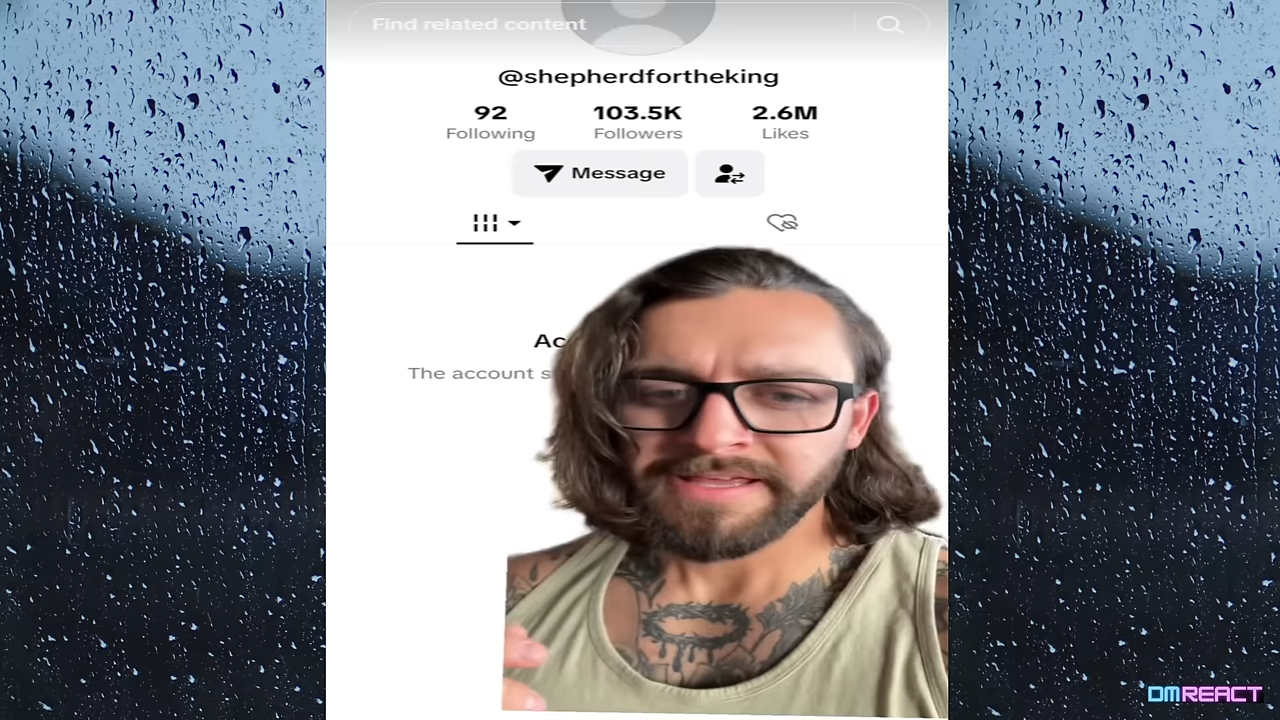 Find related content
@shepherdfortheking
92 103.5K 2.6M
Following Followers Likes
Message
The account
DMREACT